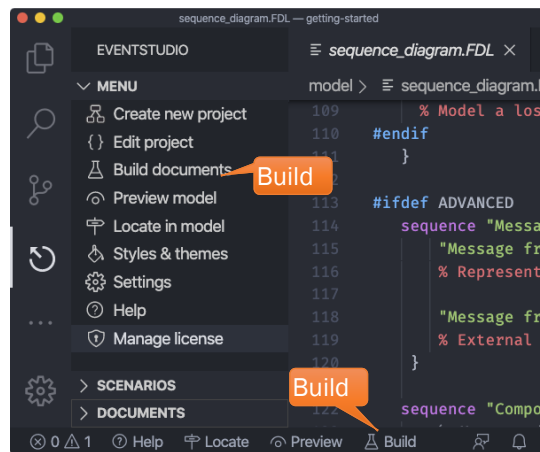 sequence_diagram.FDL — getting-started
EVENTSTUDIO
sequence_diagram.FDL ×
MENU
model > sequence_diagram.
Create new project
Edit project
Build documents
Preview model
Locate in model
Styles & themes
Settings
Help
Manage license
SCENARIOS
DOCUMENTS
Build
Build
109 % Model a los
110 #endif
111 }
112
113 #ifdef ADVANCED
114 sequence "Messa
115 "Message fr
116 % Represent
117
118 "Message fr
119 % External
120 }
122 sequence "Compo
0 1 Help Locate Preview Build